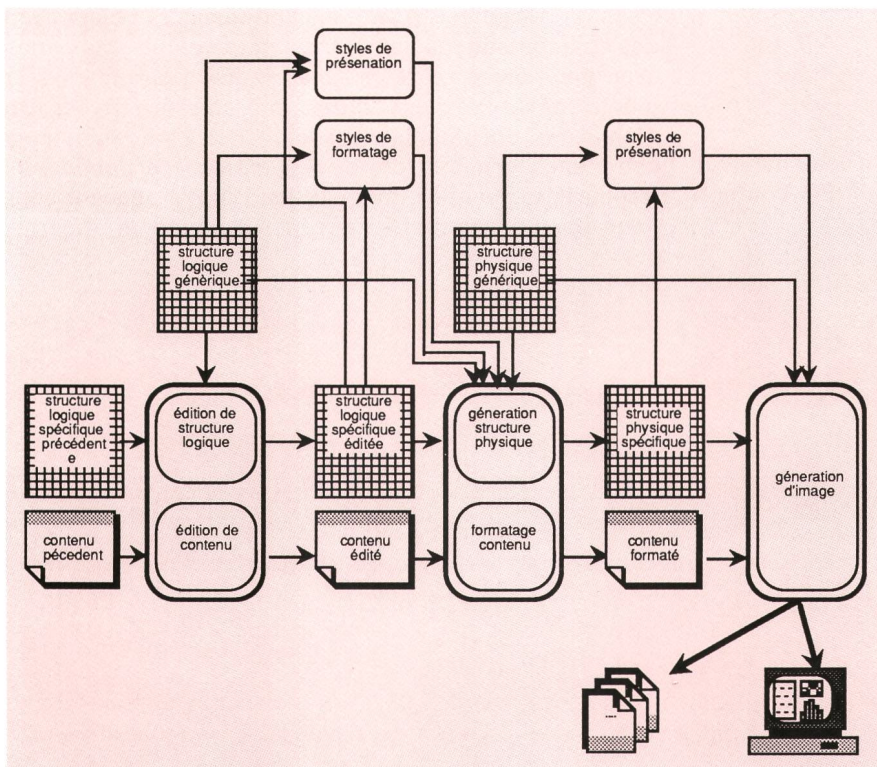 styles de
présenation
styles de
formatage
styles de
présenation
structure
logique
générique
structure
physique
générique
structure
logique
spécifique
précédent
e
édition de
structure
logique
structure
logique
spécifique
éditée
géneration
structure
physique
structure
physique
spécifique
géneration
d'image
contenu
pécedent
édition de
contenu
contenu
édité
formatage
contenu
contenu
formaté